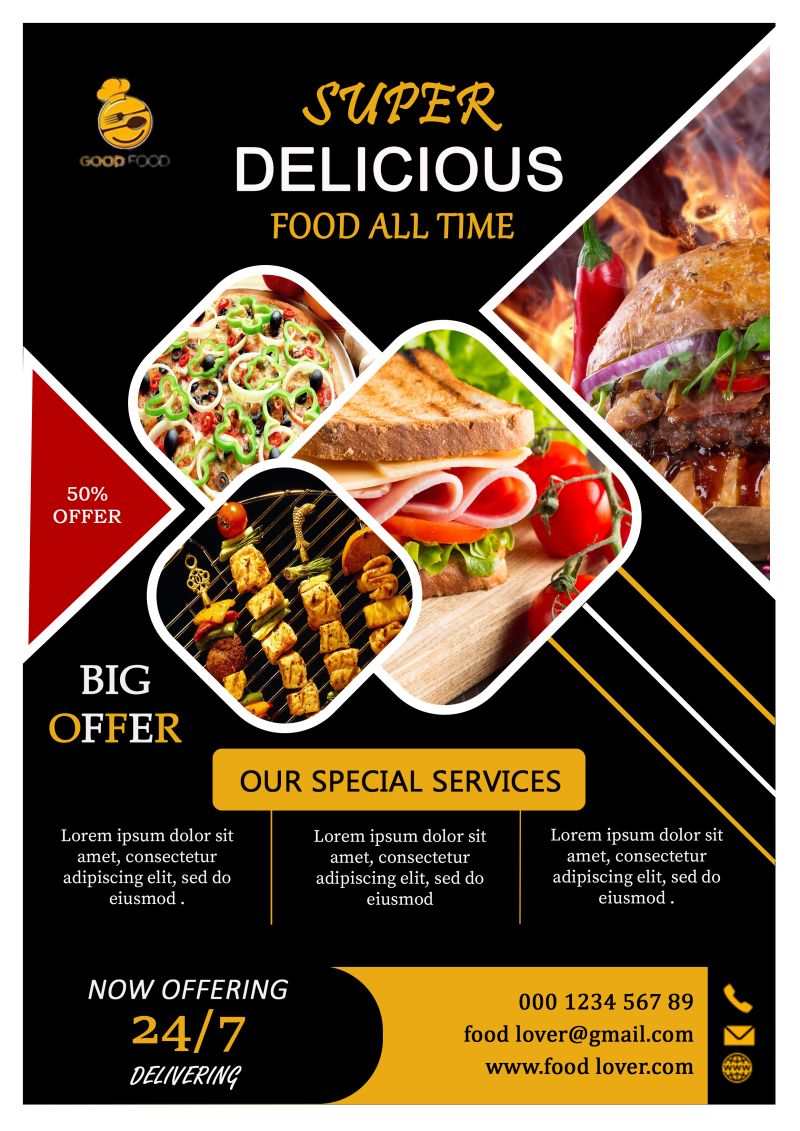 GOOD FOOD
SUPER
DELICIOUS
FOOD ALL TIME
50%
OFFER
BIG
OFFER
OUR SPECIAL SERVICES
Lorem ipsum dolor sit
amet, consectetur
adipiscing elit, sed do
eiusmod .
Lorem ipsum dolor sit
amet, consectetur
adipiscing elit, sed do
eiusmod
Lorem ipsum dolor sit
amet, consectetur
adipiscing elit, sed do
eiusmod .
NOW OFFERING
24/7
DELIVERING
000 1234 567 89
food lover@gmail.com
www.food lover.com
WWW